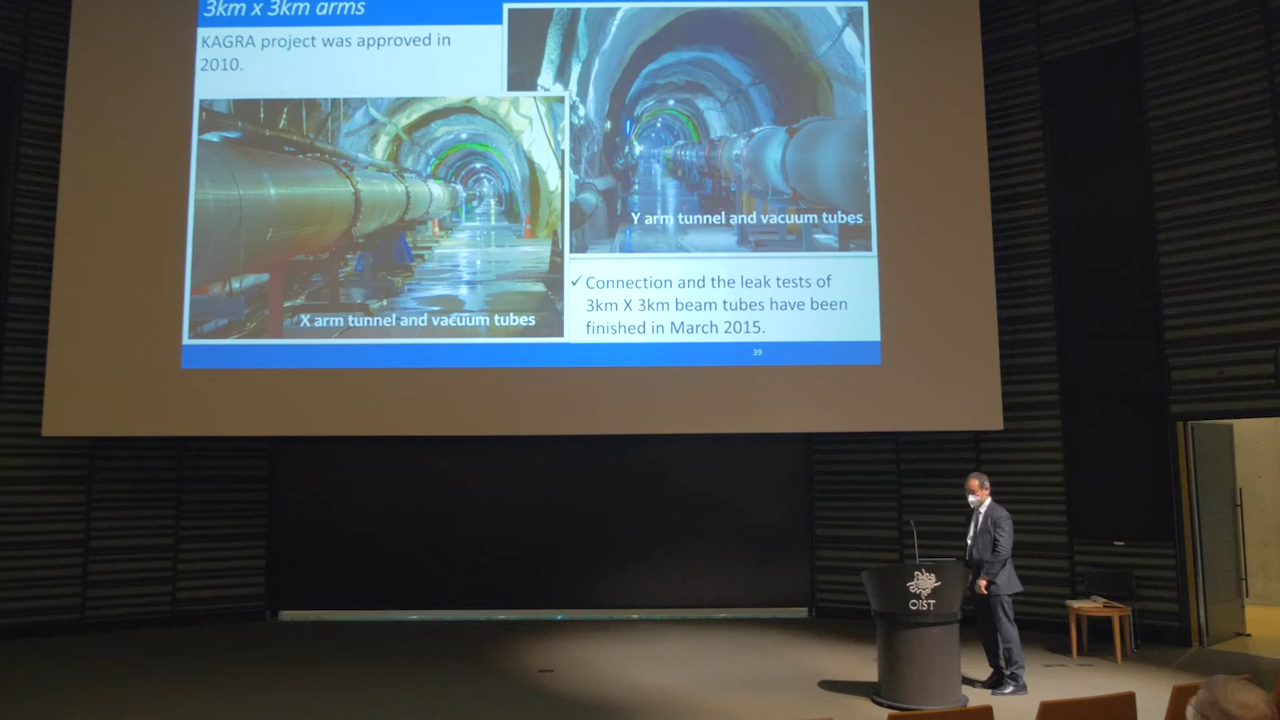 3km x 3km arms
KAGRA project was approved in
2010.
Y arm tunnel and vacuum tubes
X arm tunnel and vacuum tubes
✓ Connection and the leak tests of
3km X 3km beam tubes have been
finished in March 2015.
39
OIST